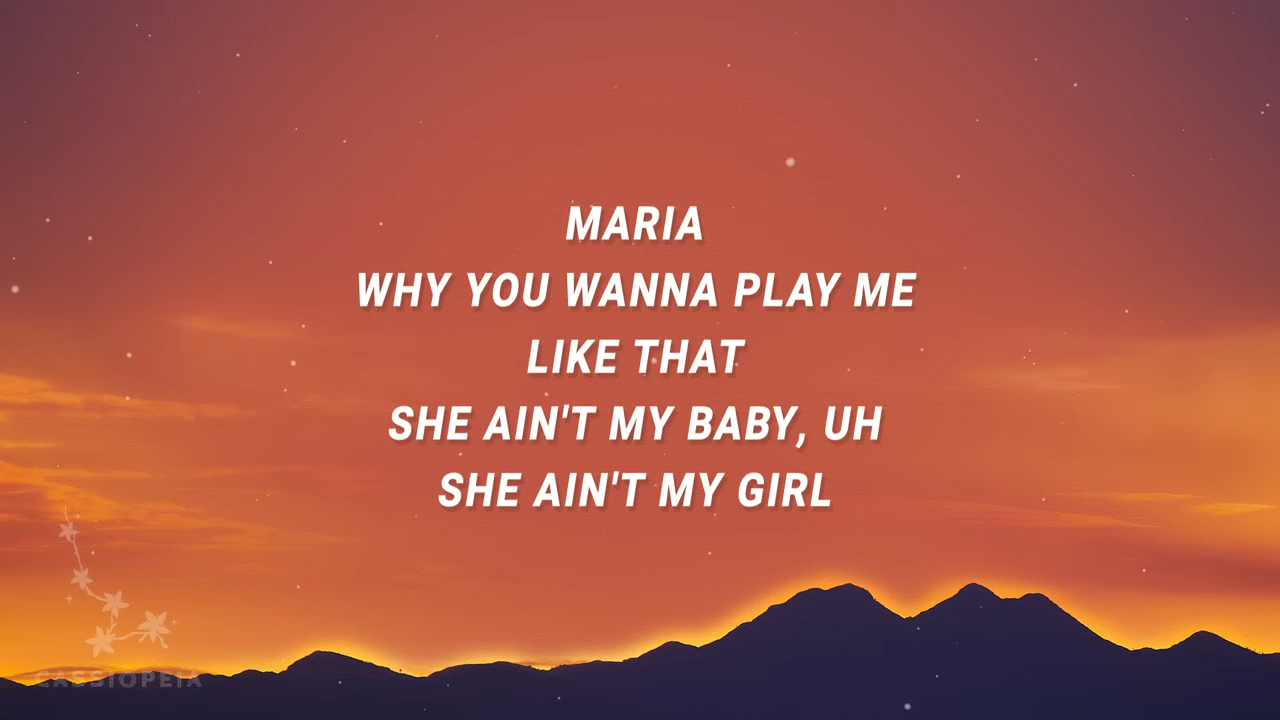 MARIA
WHY YOU WANNA PLAY ME
LIKE THAT
SHE AIN'T MY BABY, UH
SHE AIN'T MY GIRL
CASSIOPEIA